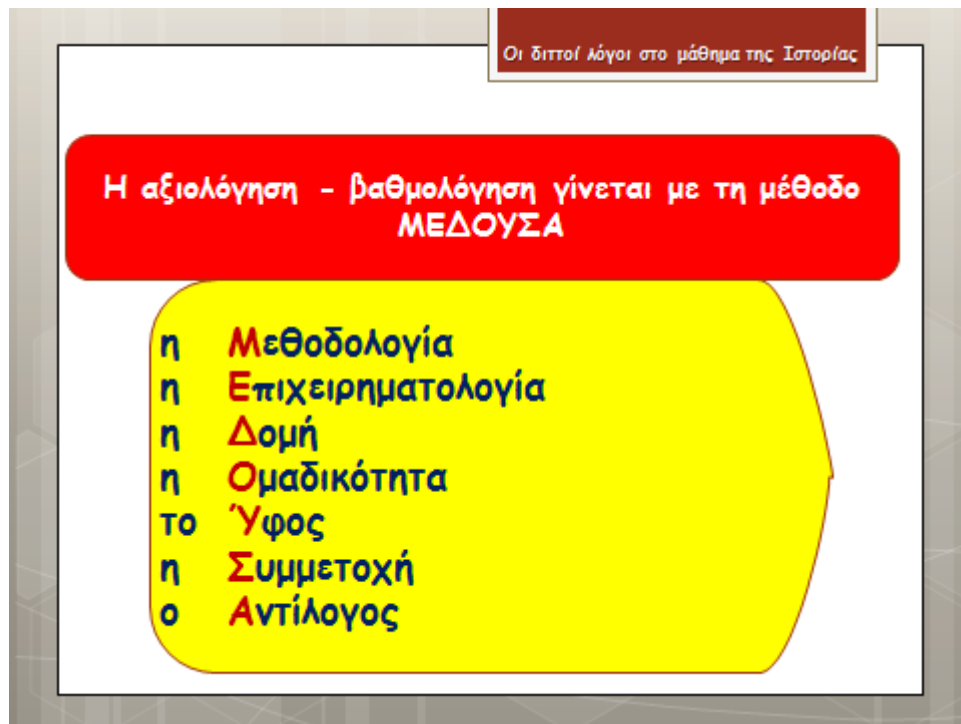 Οι διττοί λόγοι στο μάθημα της Ιστορίας
Η αξιολόγηση - βαθμολόγηση γίνεται με τη μέθοδο
ΜΕΔΟΥΣΑ
η Μεθοδολογία
η Επιχειρηματολογία
η Δομή
η Ομαδικότητα
το Ύφος
η Συμμετοχή
ο Αντίλογος